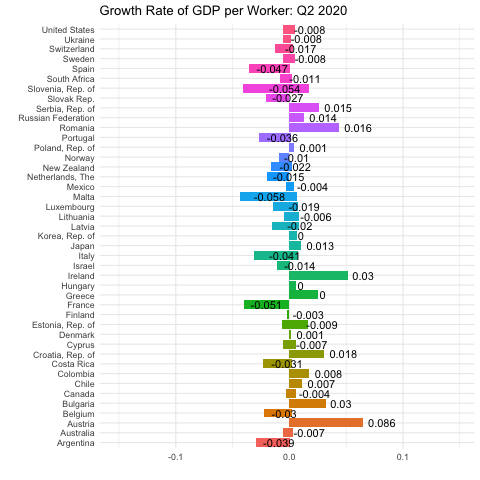 Growth Rate of GDP per Worker: Q2 2020
United States -0.008
Ukraine -0.008
Switzerland -0.017
Sweden -0.008
Spain -0.047
South Africa -0.011
Slovenia, Rep. of -0.054
Slovak Rep. -0.027
Serbia, Rep. of 0.015
Russian Federation 0.014
Romania 0.016
Portugal -0.036
Poland, Rep. of 0.001
Norway -0.01
New Zealand -0.022
Netherlands, The -0.015
Mexico -0.004
Malta -0.058
Luxembourg -0.019
Lithuania -0.006
Latvia -0.02
Korea, Rep. of 0
Japan 0.013
Italy -0.041
Israel -0.014
Ireland 0.03
Hungary 0
Greece 0
France -0.051
Finland -0.003
Estonia, Rep. of -0.009
Denmark 0.001
Cyprus -0.007
Croatia, Rep. of 0.018
Costa Rica -0.031
Colombia 0.008
Chile 0.007
Canada -0.004
Bulgaria 0.03
Belgium -0.03
Austria 0.086
Australia -0.007
Argentina -0.039
-0.1 0.0 0.1